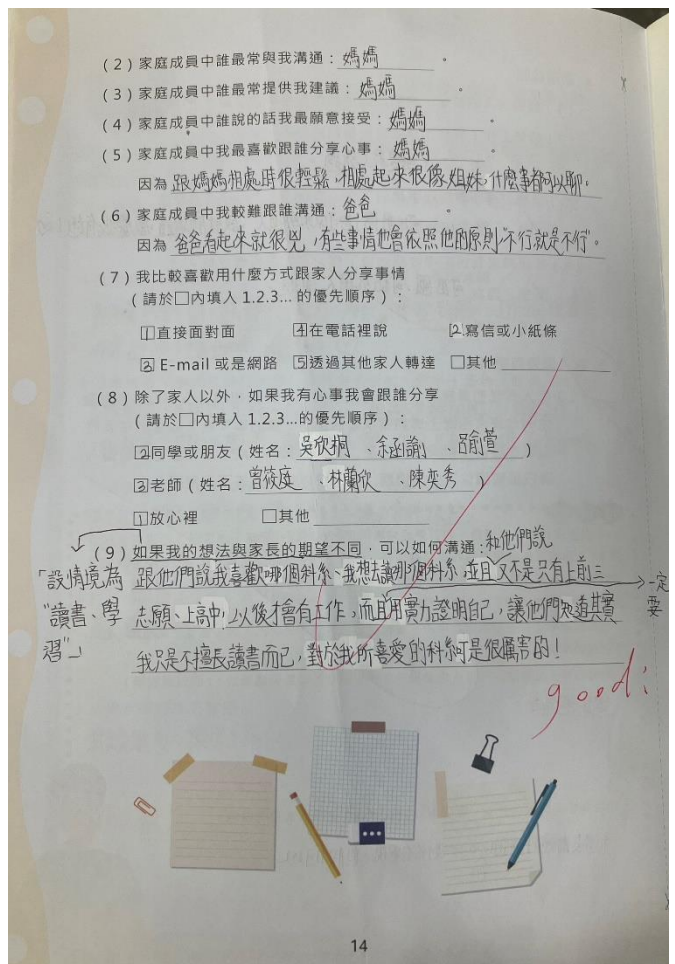 (2) 家庭成員中誰最常與我溝通：媽媽。
(3) 家庭成員中誰最常提供我建議：媽媽。
(4) 家庭成員中誰說的話我最願意接受：媽媽。
(5) 家庭成員中我最喜歡跟誰分享心事：媽媽。
因為 跟媽媽相處時很輕鬆，相處起來很像姐妹，什麼事都可以聊。
(6) 家庭成員中我較難跟誰溝通：爸爸。
因為 爸爸看起來就很兇，有些事情也會依照他的原則"不行就是不行"。
(7) 我比較喜歡用什麼方式跟家人分享事情
(請於□內填入 1.2.3... 的優先順序)：
1直接面對面 4在電話裡說 2寫信或小紙條
3 E-mail 或是網路 5透過其他家人轉達 □其他
(8) 除了家人以外，如果我有心事我會跟誰分享
(請於□內填入 1.2.3...的優先順序)：
2同學或朋友 (姓名：吳欣桐、余函諭、呂俞萱)
3老師 (姓名：曾筱庭、林蘭欣、陳奕秀)
1放心裡 □其他
(9) 如果我的想法與家長的期望不同，可以如何溝通：和他們說
「設情境為"讀書、學習"」
跟他們說我喜歡哪個科系、我想去讀那個科系，並且又不是只有上前三
志願、上高中，以後才會有工作，而且用實力證明自己，讓他們知道其實
一定要
我只是不擅長讀書而已，對於我所喜愛的科系可是很厲害的！
good!
14